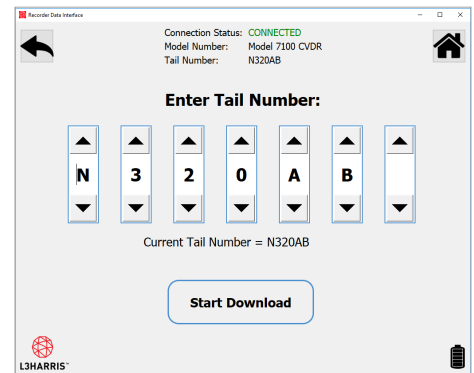 Recorder Data Interface
Connection Status: CONNECTED
Model Number: Model 7100 CVDR
Tail Number: N320AB
Enter Tail Number:
N 3 2 0 A B
Current Tail Number = N320AB
Start Download
L3HARRIS™